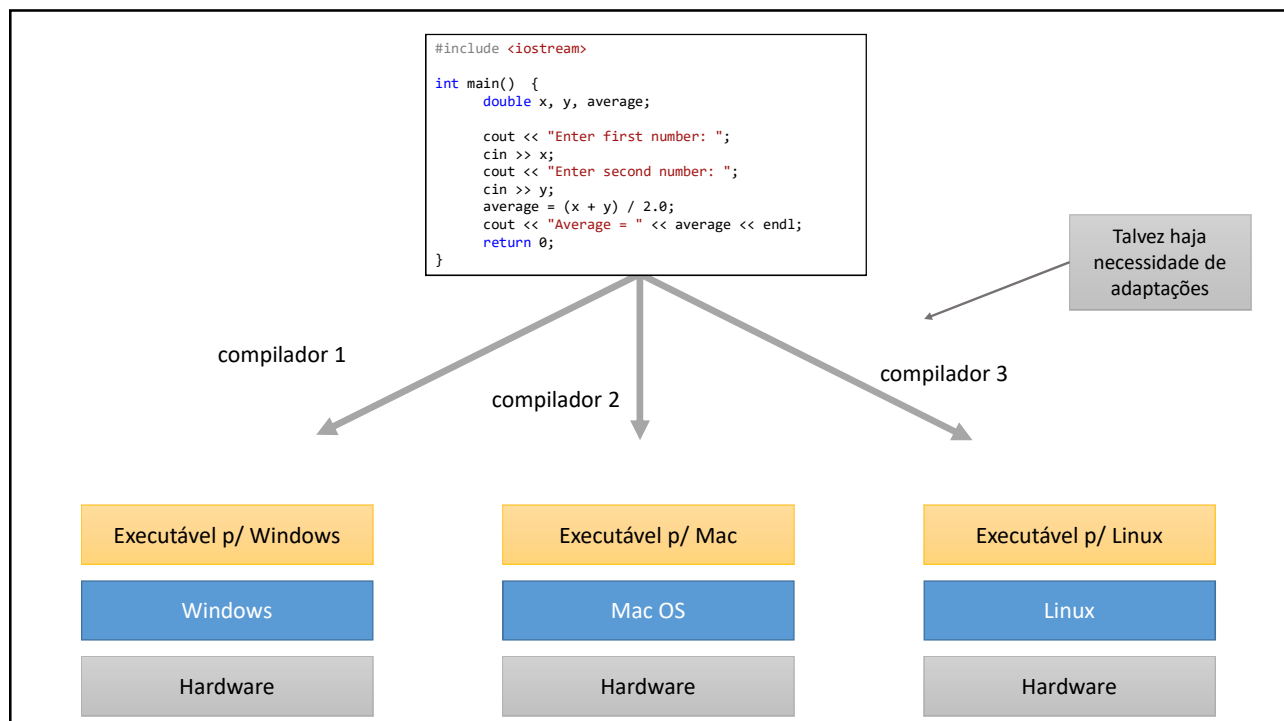 #include <iostream>
int main()  {
double x, y, average;
cout << "Enter first number: ";
cin >> x;
cout << "Enter second number: ";
cin >> y;
average = (x + y) / 2.0;
cout << "Average = " << average << endl;
return 0;
}
Talvez haja
necessidade de
adaptações
compilador 1
compilador 2
compilador 3
Executável p/ Windows
Executável p/ Mac
Executável p/ Linux
Windows
Mac OS
Linux
Hardware
Hardware
Hardware